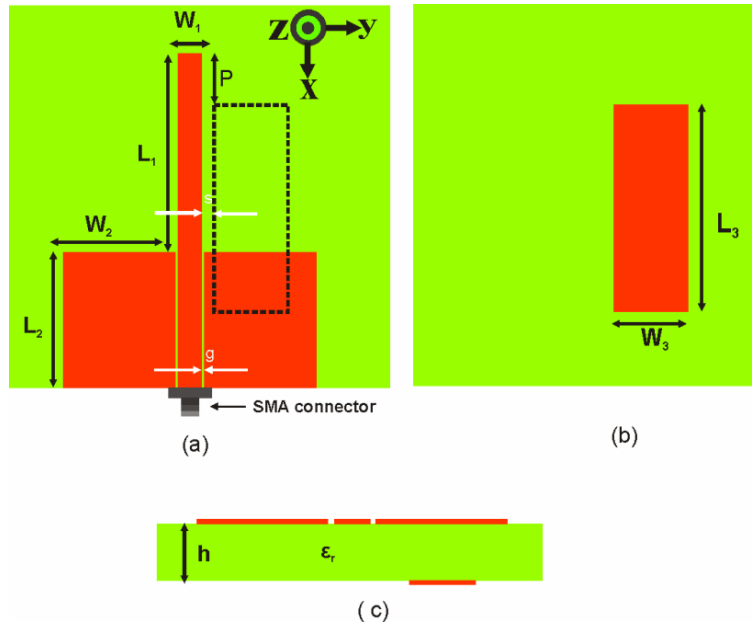 W₁
z y
x
P
L₁
s
W₂
L₂
g
SMA connector
(a)
L₃
W₃
(b)
h
εᵣ
( c)